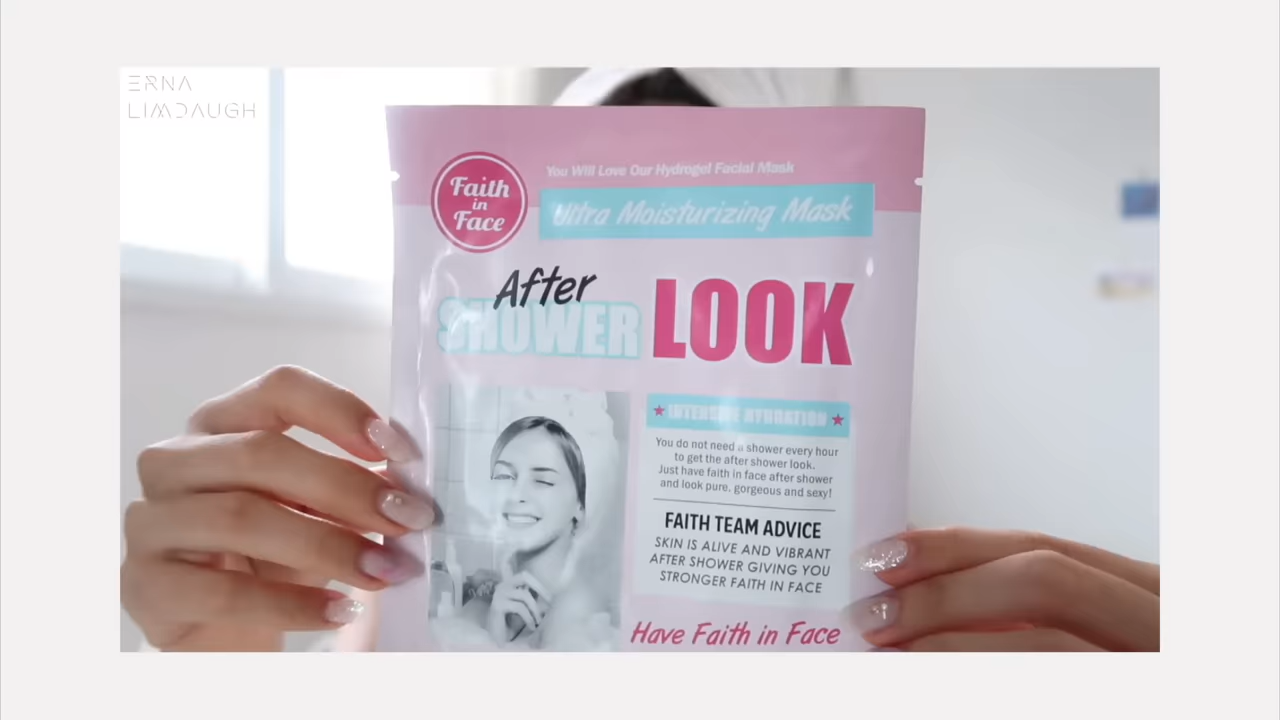 ERNA
LIMDAUGH
Faith
in
Face
You Will Love Our Hydrogel Facial Mask
Ultra Moisturizing Mask
After
SHOWER LOOK
★ INTENSIVE HYDRATION ★
You do not need a shower every hour
to get the after shower look.
Just have faith in face after shower
and look pure, gorgeous and sexy!
FAITH TEAM ADVICE
SKIN IS ALIVE AND VIBRANT
AFTER SHOWER GIVING YOU
STRONGER FAITH IN FACE
Have Faith in Face